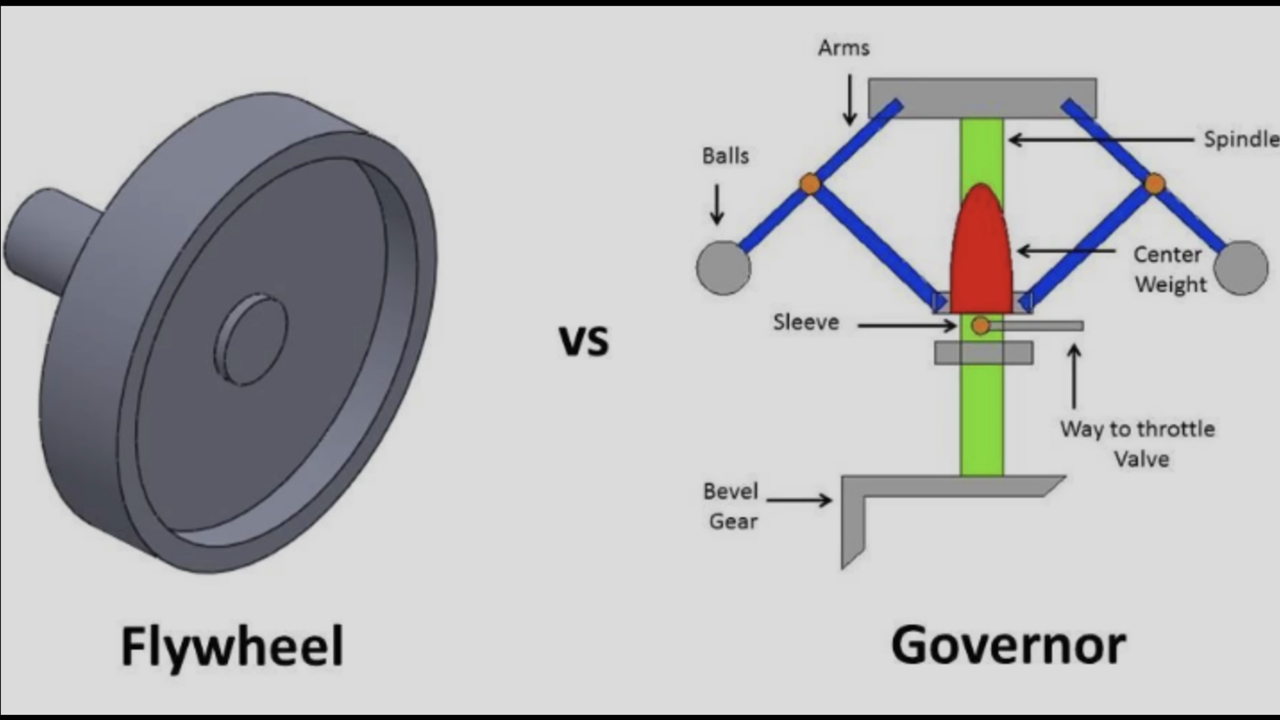 Arms
Balls
Spindle
Center
Weight
Sleeve
vs
Way to throttle
Valve
Bevel
Gear
Flywheel
Governor